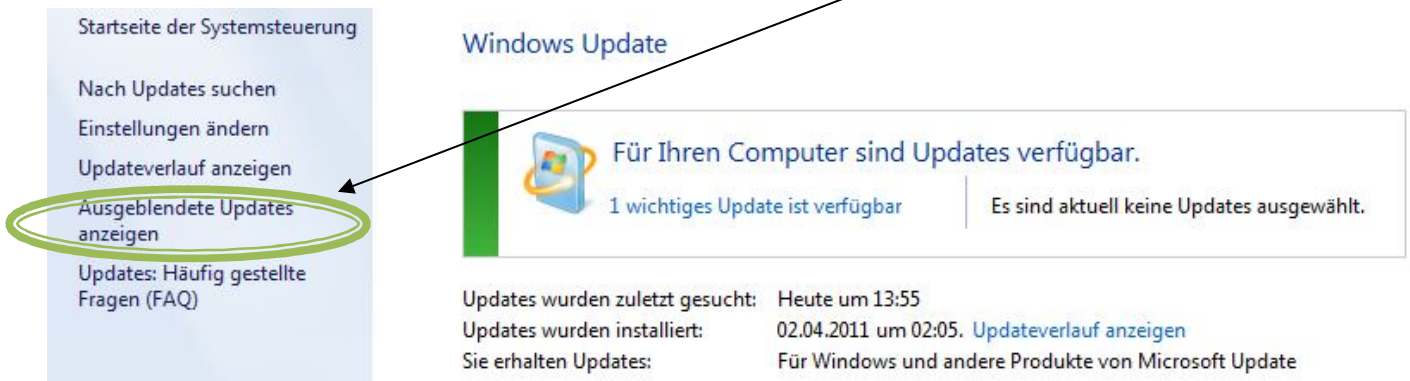 Startseite der Systemsteuerung
Nach Updates suchen
Einstellungen ändern
Updateverlauf anzeigen
Ausgeblendete Updates
anzeigen
Updates: Häufig gestellte
Fragen (FAQ)
Windows Update
Für Ihren Computer sind Updates verfügbar.
1 wichtiges Update ist verfügbar Es sind aktuell keine Updates ausgewählt.
Updates wurden zuletzt gesucht: Heute um 13:55
Updates wurden installiert: 02.04.2011 um 02:05. Updateverlauf anzeigen
Sie erhalten Updates: Für Windows und andere Produkte von Microsoft Update